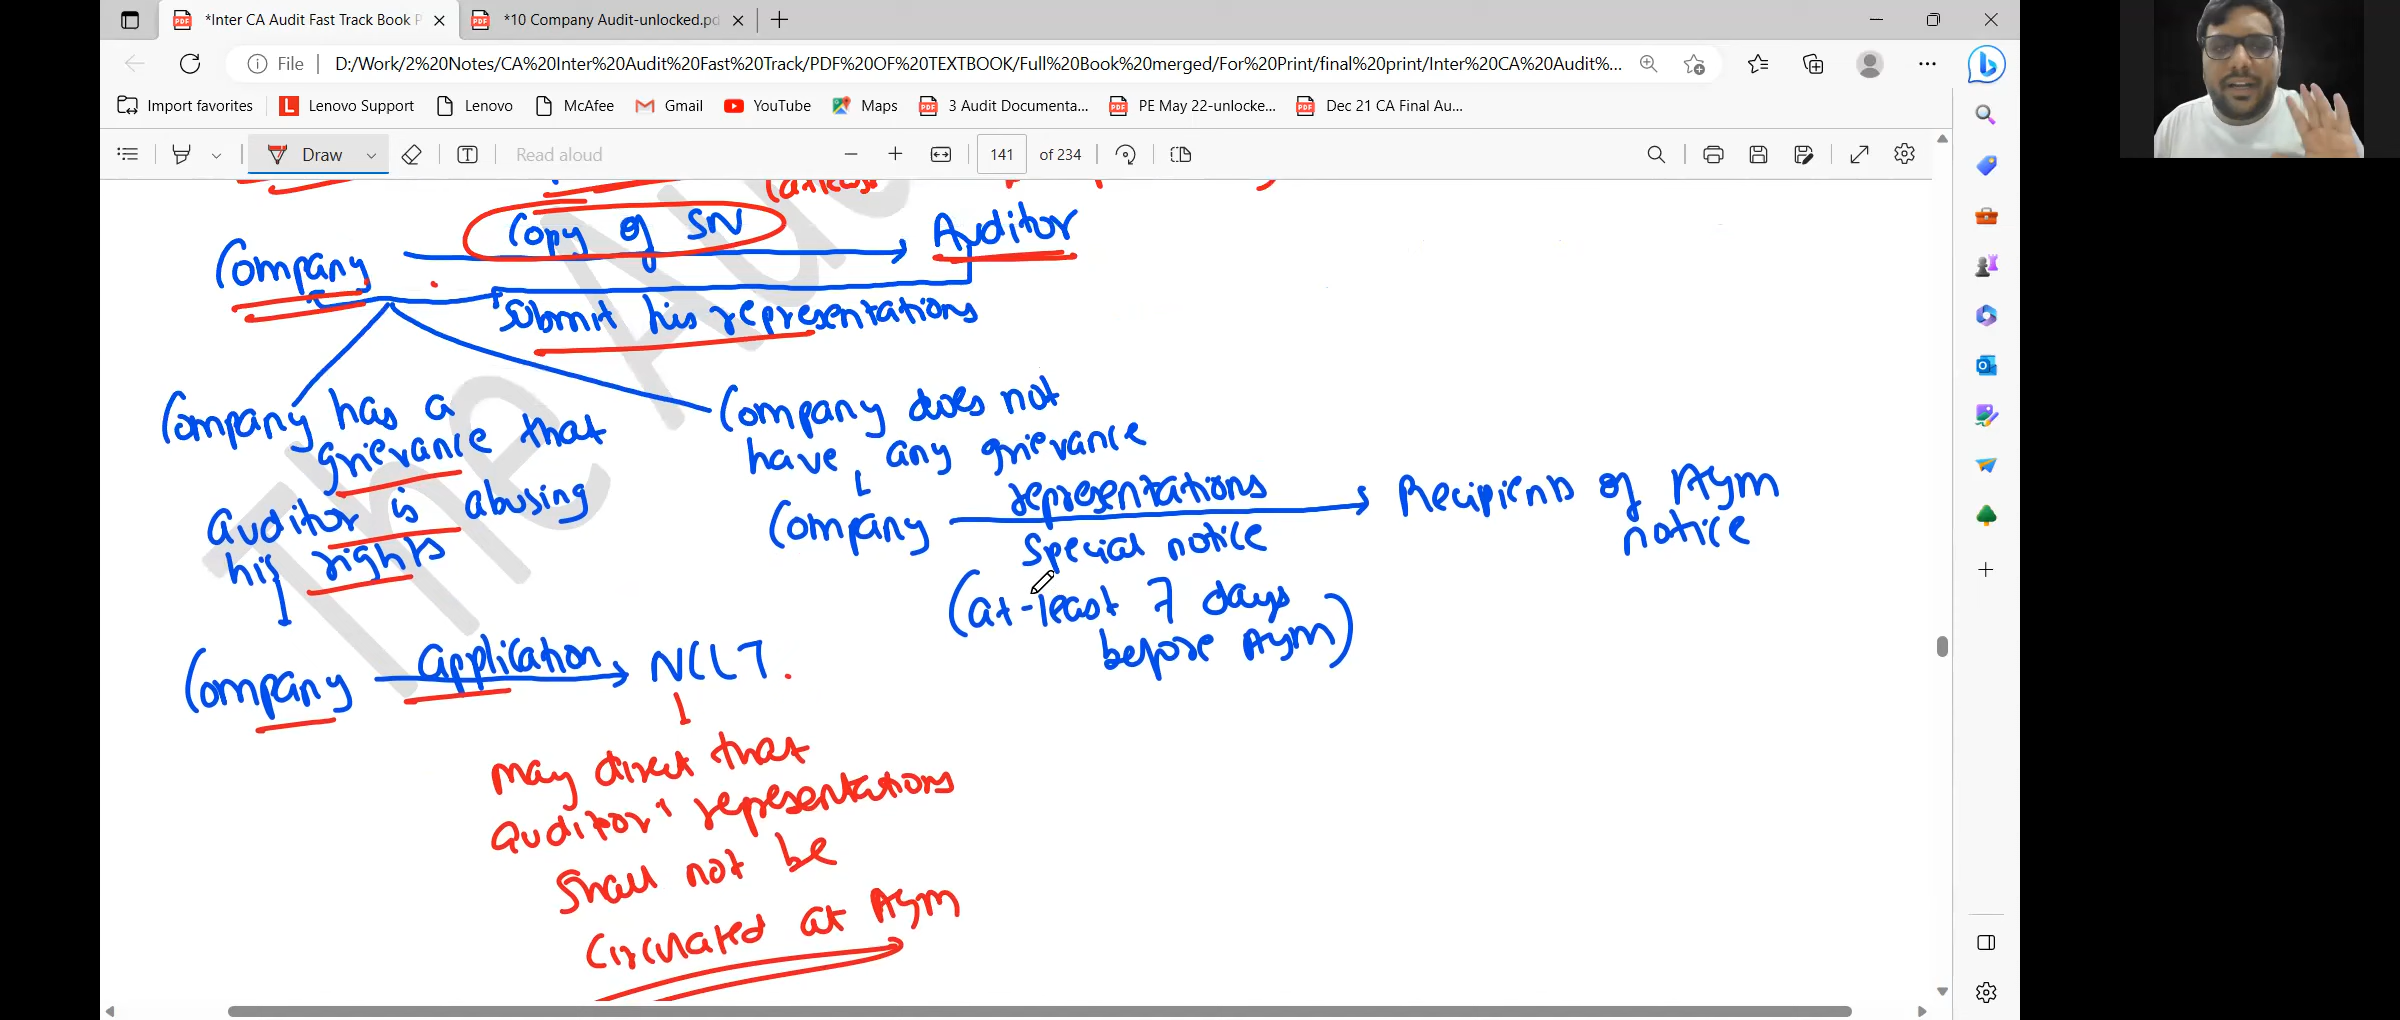 *Inter CA Audit Fast Track Book P
*10 Company Audit-unlocked.pd
File
D:/Work/2%20Notes/CA%20Inter%20Audit%20Fast%20Track/PDF%20OF%20TEXTBOOK/Full%20Book%20merged/For%20Print/final%20print/Inter%20CA%20Audit%...
Import favorites
Lenovo Support
Lenovo
McAfee
Gmail
YouTube
Maps
3 Audit Documenta...
PE May 22-unlocke...
Dec 21 CA Final Au...
Draw
Read aloud
141 of 234
(atleast
Company
Copy of SN
Auditor
Submit his representations
Company has a
grievance that
auditor is abusing
his rights
Company does not
have any grievance
Company
representations
Special notice
(at-least 7 days
before Agm)
Recipients of Agm
notice
Company
application
NCLT.
may direct that
auditor's representations
shall not be
circulated at Agm
The Au